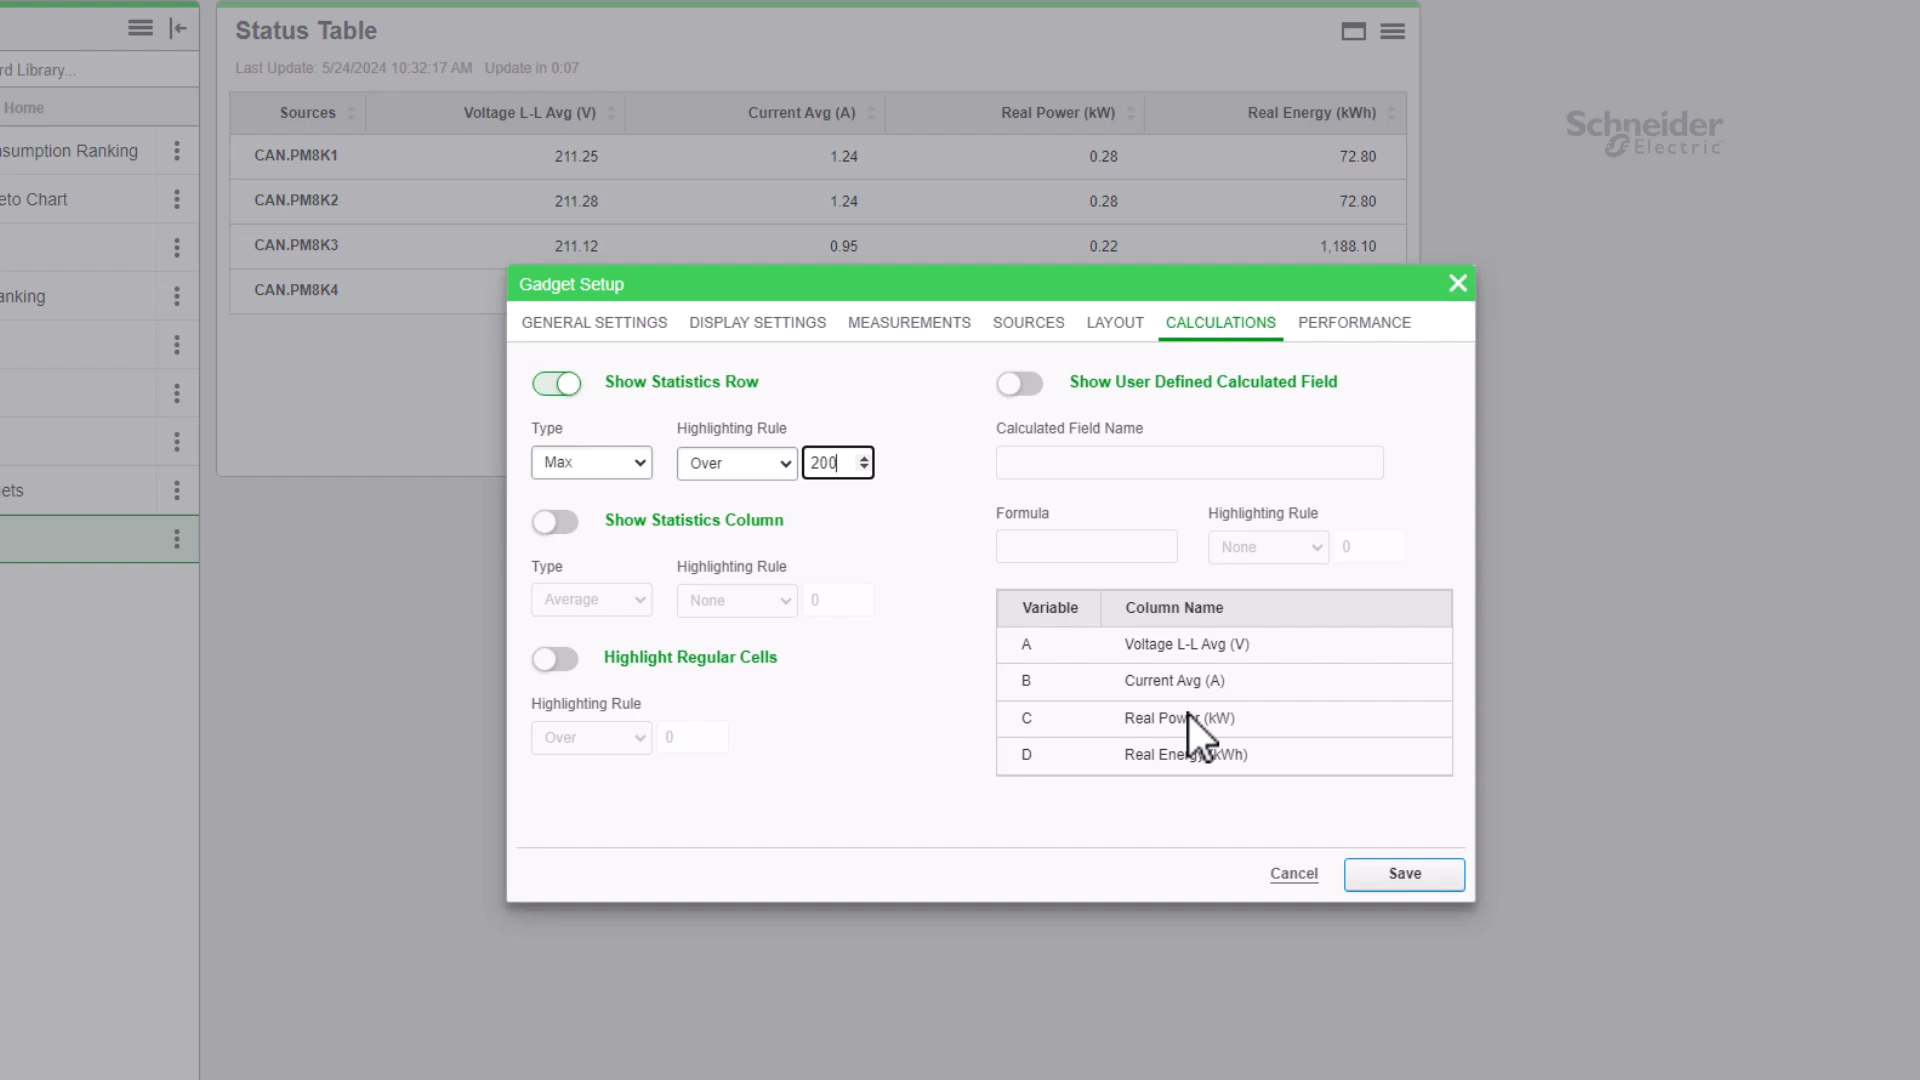 rd Library...
Home
nsumption Ranking
eto Chart
anking
ets
Status Table
Last Update: 5/24/2024 10:32:17 AM Update in 0:07
Sources Voltage L-L Avg (V) Current Avg (A) Real Power (kW) Real Energy (kWh)
CAN.PM8K1 211.25 1.24 0.28 72.80
CAN.PM8K2 211.28 1.24 0.28 72.80
CAN.PM8K3 211.12 0.95 0.22 1,188.10
CAN.PM8K4
Schneider
Electric
Gadget Setup
GENERAL SETTINGS DISPLAY SETTINGS MEASUREMENTS SOURCES LAYOUT CALCULATIONS PERFORMANCE
Show Statistics Row
Type Highlighting Rule
Max Over 200
Show Statistics Column
Type Highlighting Rule
Average None 0
Highlight Regular Cells
Highlighting Rule
Over 0
Show User Defined Calculated Field
Calculated Field Name
Formula Highlighting Rule
None 0
Variable Column Name
A Voltage L-L Avg (V)
B Current Avg (A)
C Real Power (kW)
D Real Energy (kWh)
Cancel Save